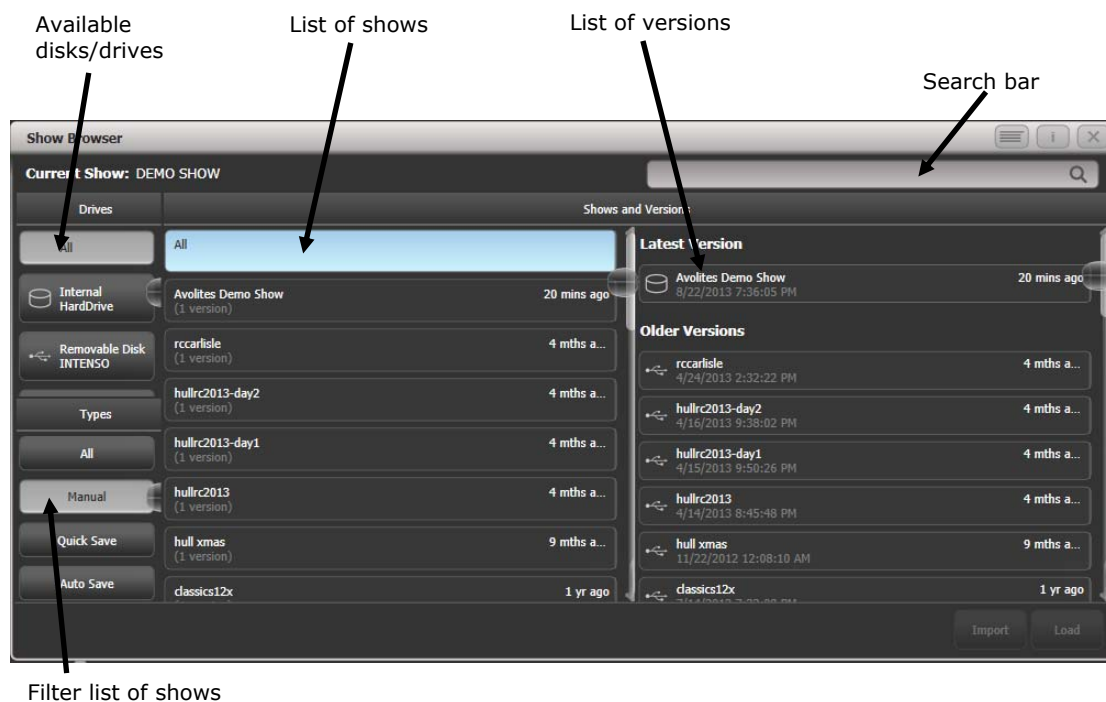 Available
disks/drives
List of shows
List of versions
Search bar
Show Browser
i
Current Show: DEMO SHOW
Drives
Shows and Versions
All
Internal
HardDrive
Removable Disk
INTENSO
Types
All
Manual
Quick Save
Auto Save
All
Avolites Demo Show 20 mins ago
(1 version)
rccarlisle 4 mths a...
(1 version)
hullrc2013-day2 4 mths a...
(1 version)
hullrc2013-day1 4 mths a...
(1 version)
hullrc2013 4 mths a...
(1 version)
hull xmas 9 mths a...
(1 version)
classics12x 1 yr ago
Latest Version
Avolites Demo Show 20 mins ago
8/22/2013 7:36:05 PM
Older Versions
rccarlisle 4 mths a...
4/24/2013 2:32:22 PM
hullrc2013-day2 4 mths a...
4/16/2013 9:38:02 PM
hullrc2013-day1 4 mths a...
4/15/2013 9:50:26 PM
hullrc2013 4 mths a...
4/14/2013 8:45:48 PM
hull xmas 9 mths a...
11/22/2012 12:08:10 AM
classics12x 1 yr ago
Import Load
Filter list of shows